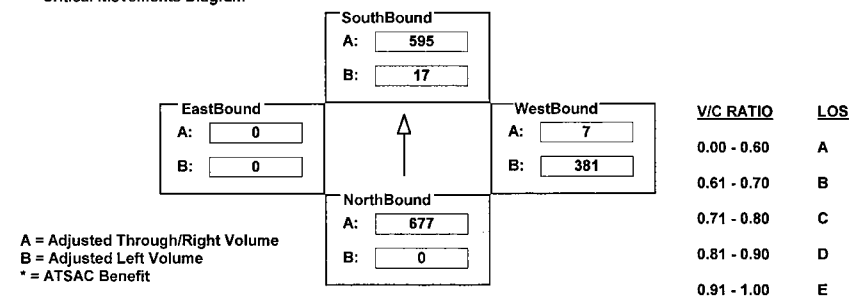 Critical Movements Diagram
SouthBound
A: 595
B: 17
EastBound
A: 0
B: 0
WestBound
A: 7
B: 381
NorthBound
A: 677
B: 0
A = Adjusted Through/Right Volume
B = Adjusted Left Volume
* = ATSAC Benefit
V/C RATIO LOS
0.00 - 0.60 A
0.61 - 0.70 B
0.71 - 0.80 C
0.81 - 0.90 D
0.91 - 1.00 E